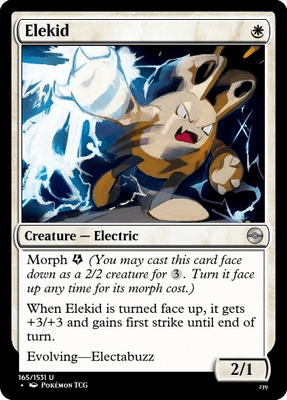 Elekid
Creature — Electric
Morph (You may cast this card face
down as a 2/2 creature for 3. Turn it face
up any time for its morph cost.)
When Elekid is turned face up, it gets
+3/+3 and gains first strike until end of
turn.
Evolving—Electabuzz
2/1
165/1531 U
• Pokémon TCG
239